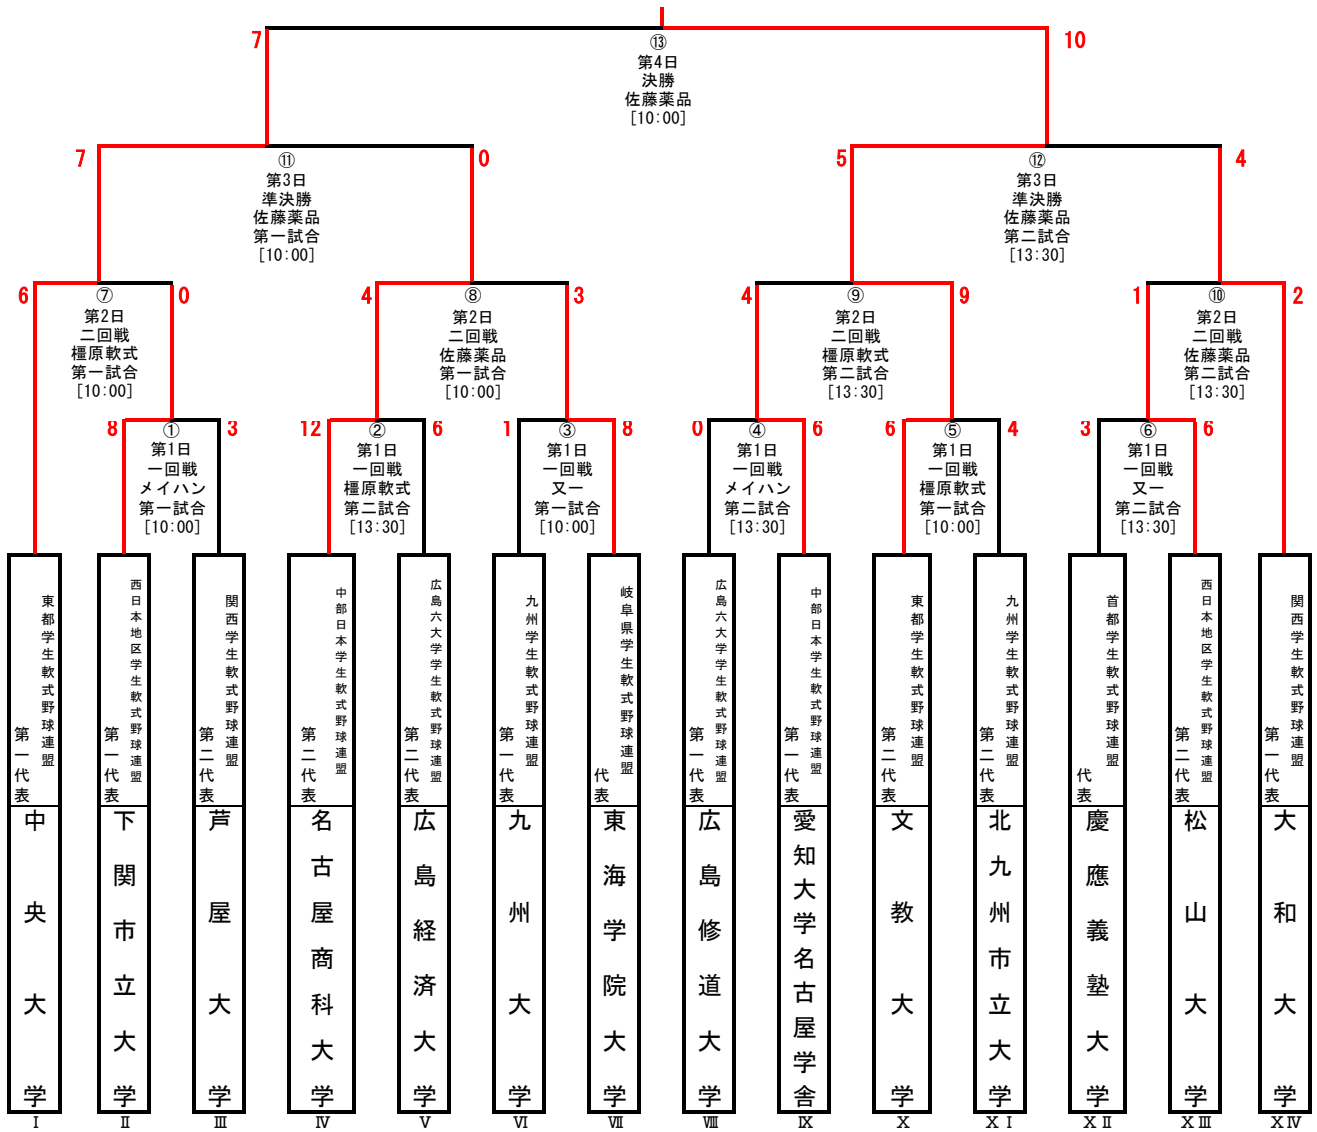 7
10
⑬
第4日
決勝
佐藤薬品
[10:00]
7
0
⑪
第3日
準決勝
佐藤薬品
第一試合
[10:00]
5
4
⑫
第3日
準決勝
佐藤薬品
第二試合
[13:30]
6
0
⑦
第2日
二回戦
橿原軟式
第一試合
[10:00]
4
3
⑧
第2日
二回戦
佐藤薬品
第一試合
[10:00]
4
9
⑨
第2日
二回戦
橿原軟式
第二試合
[13:30]
1
2
⑩
第2日
二回戦
佐藤薬品
第二試合
[13:30]
8
3
①
第1日
一回戦
メイハン
第一試合
[10:00]
12
6
②
第1日
一回戦
橿原軟式
第二試合
[13:30]
1
8
③
第1日
一回戦
又一
第一試合
[10:00]
0
6
④
第1日
一回戦
メイハン
第二試合
[13:30]
6
4
⑤
第1日
一回戦
橿原軟式
第一試合
[10:00]
3
6
⑥
第1日
一回戦
又一
第二試合
[13:30]
東都学生軟式野球連盟
第一代表
中央大学
Ⅰ
西日本地区学生軟式野球連盟
第一代表
下関市立大学
Ⅱ
関西学生軟式野球連盟
第二代表
芦屋大学
Ⅲ
中部日本学生軟式野球連盟
第二代表
名古屋商科大学
Ⅳ
広島六大学学生軟式野球連盟
第二代表
広島経済大学
Ⅴ
九州学生軟式野球連盟
第一代表
九州大学
Ⅵ
岐阜県学生軟式野球連盟
代表
東海学院大学
Ⅶ
広島六大学学生軟式野球連盟
第一代表
広島修道大学
Ⅷ
中部日本学生軟式野球連盟
第一代表
愛知大学名古屋学舎
Ⅸ
東都学生軟式野球連盟
第二代表
文教大学
Ⅹ
九州学生軟式野球連盟
第二代表
北九州市立大学
ⅩⅠ
首都学生軟式野球連盟
代表
慶應義塾大学
ⅩⅡ
西日本地区学生軟式野球連盟
第二代表
松山大学
ⅩⅢ
関西学生軟式野球連盟
第一代表
大和大学
ⅩⅣ